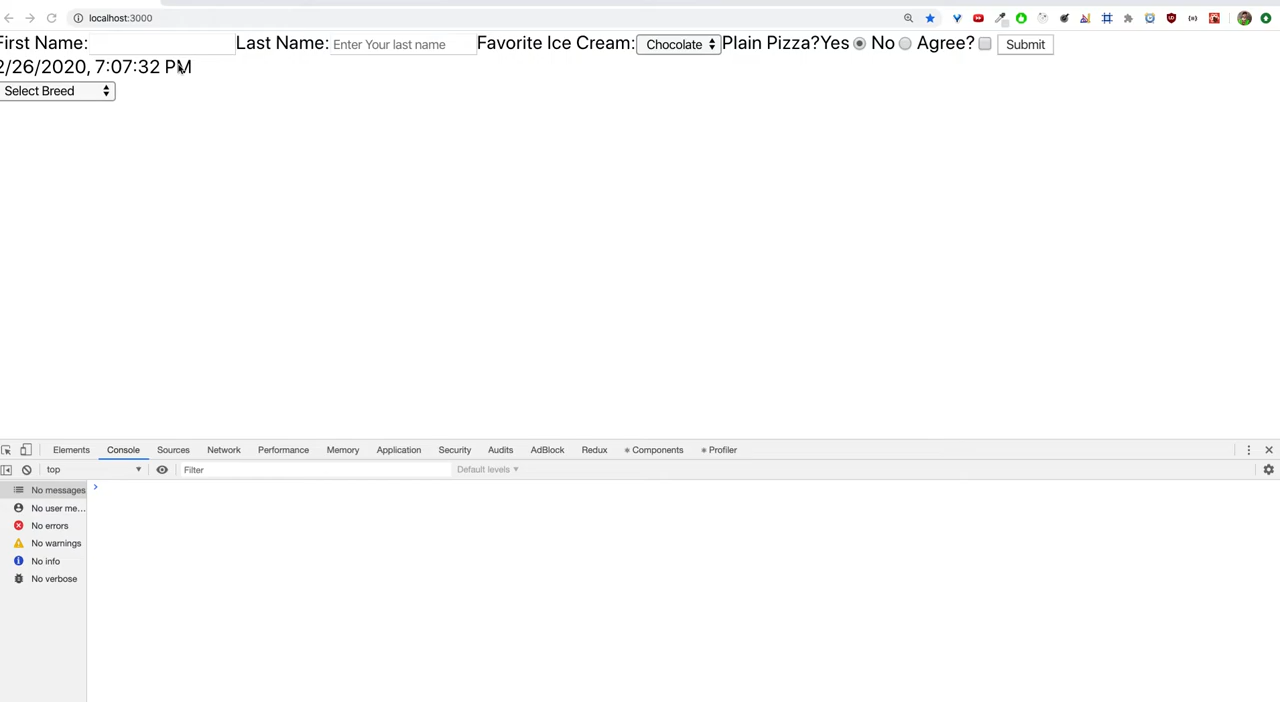 localhost:3000
First Name: Last Name: Enter Your last name Favorite Ice Cream: Chocolate Plain Pizza?Yes No Agree? Submit
2/26/2020, 7:07:32 PM
Select Breed
Elements Console Sources Network Performance Memory Application Security Audits AdBlock Redux Components Profiler
top Filter Default levels
No messages
No user me...
No errors
No warnings
No info
No verbose